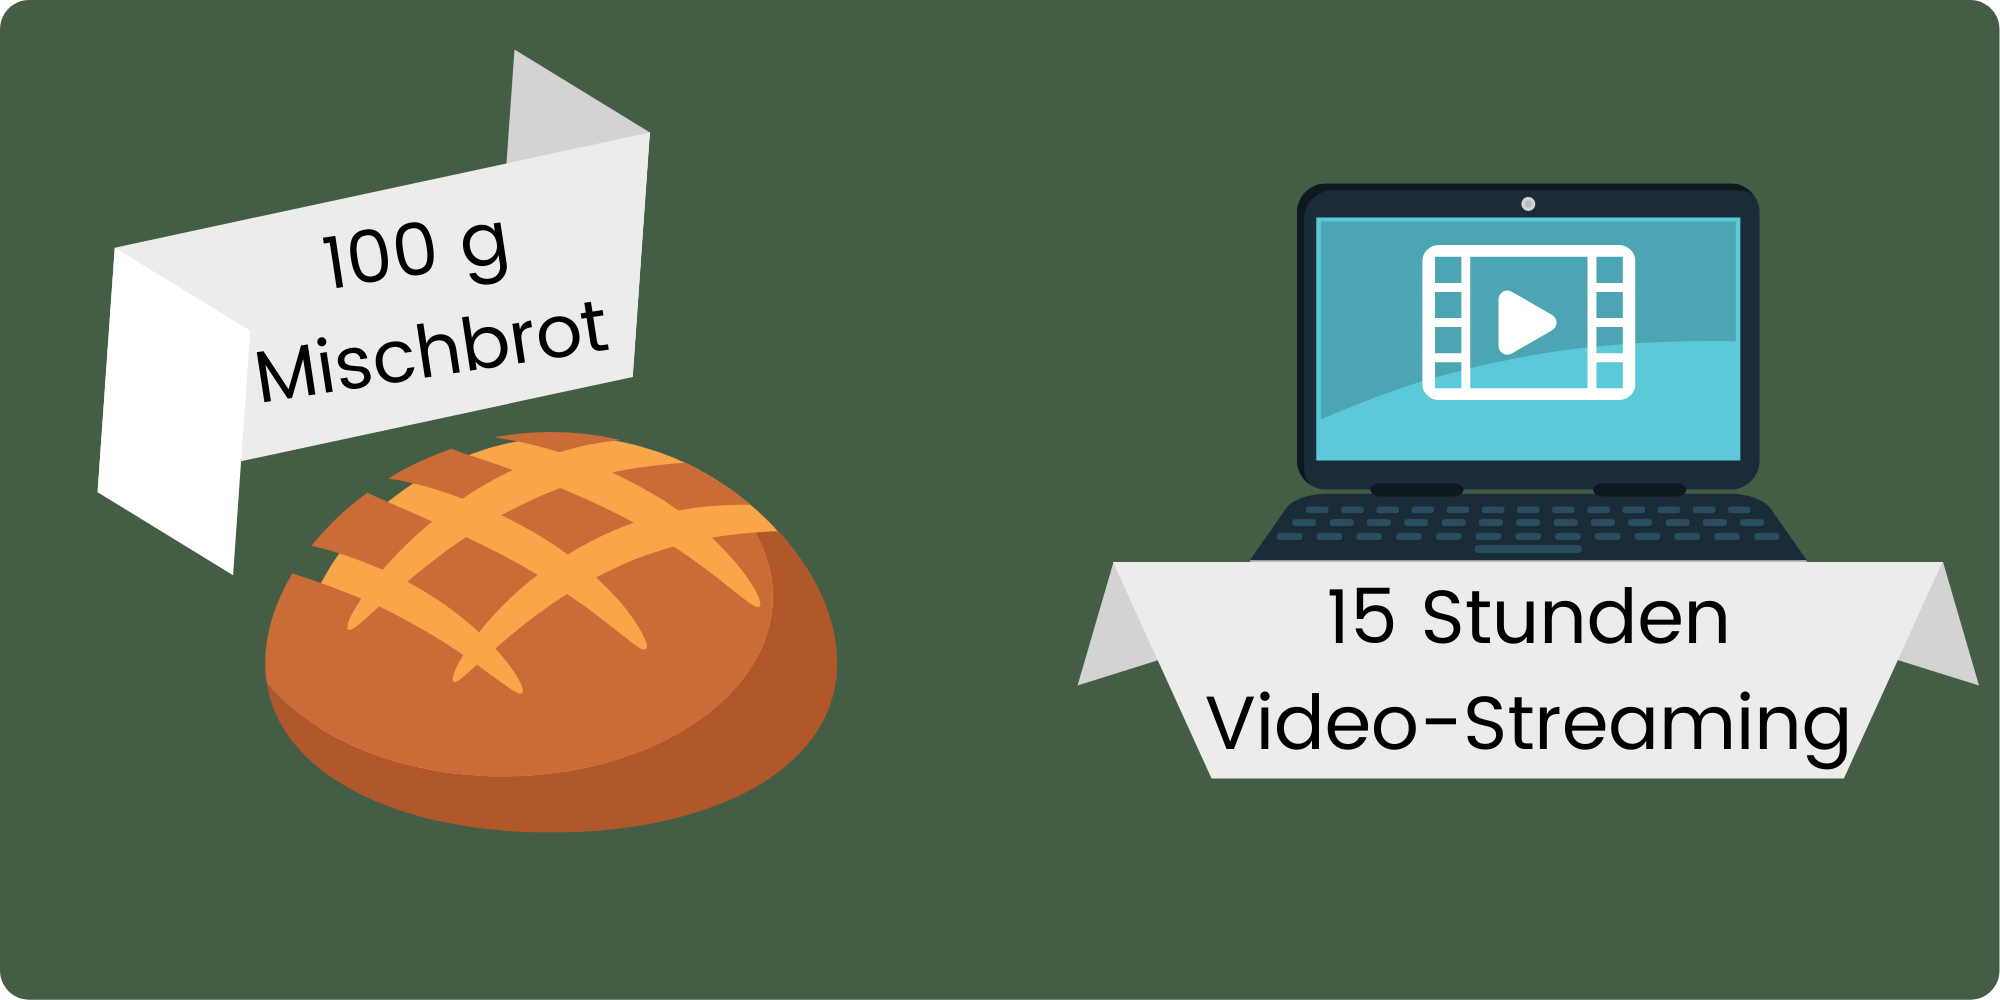 100 g
Mischbrot
15 Stunden
Video-Streaming